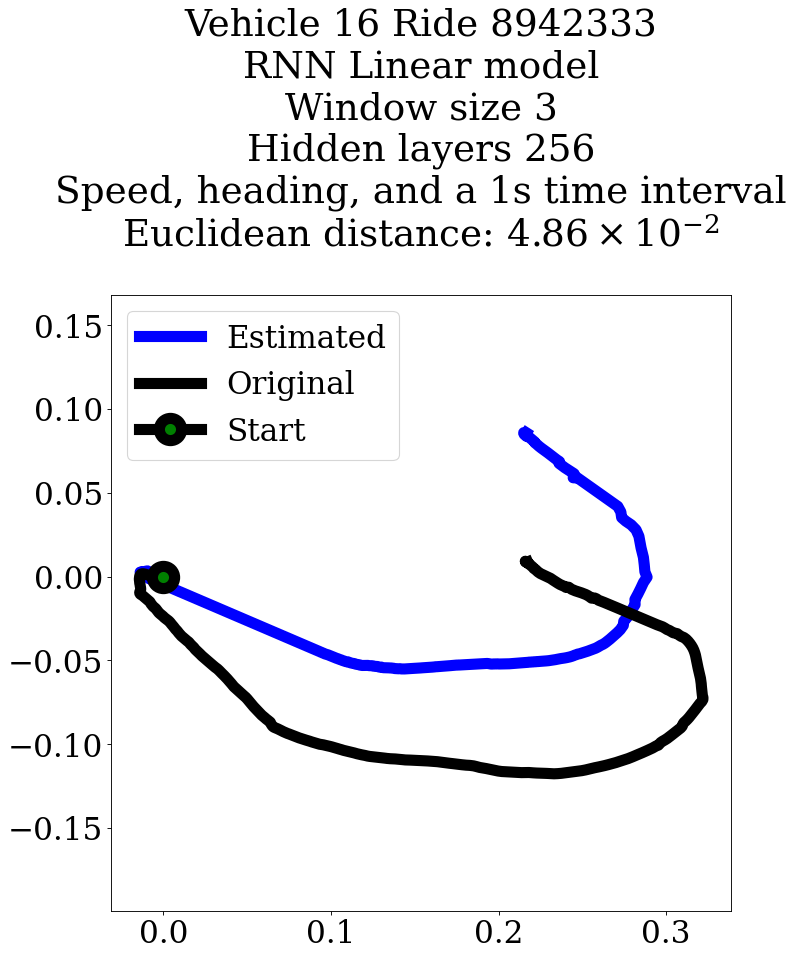 Vehicle 16 Ride 8942333
RNN Linear model
Window size 3
Hidden layers 256
Speed, heading, and a 1s time interval
Euclidean distance: 4.86 × 10⁻²
Estimated
Original
Start
0.15
0.10
0.05
0.00
−0.05
−0.10
−0.15
0.0 0.1 0.2 0.3